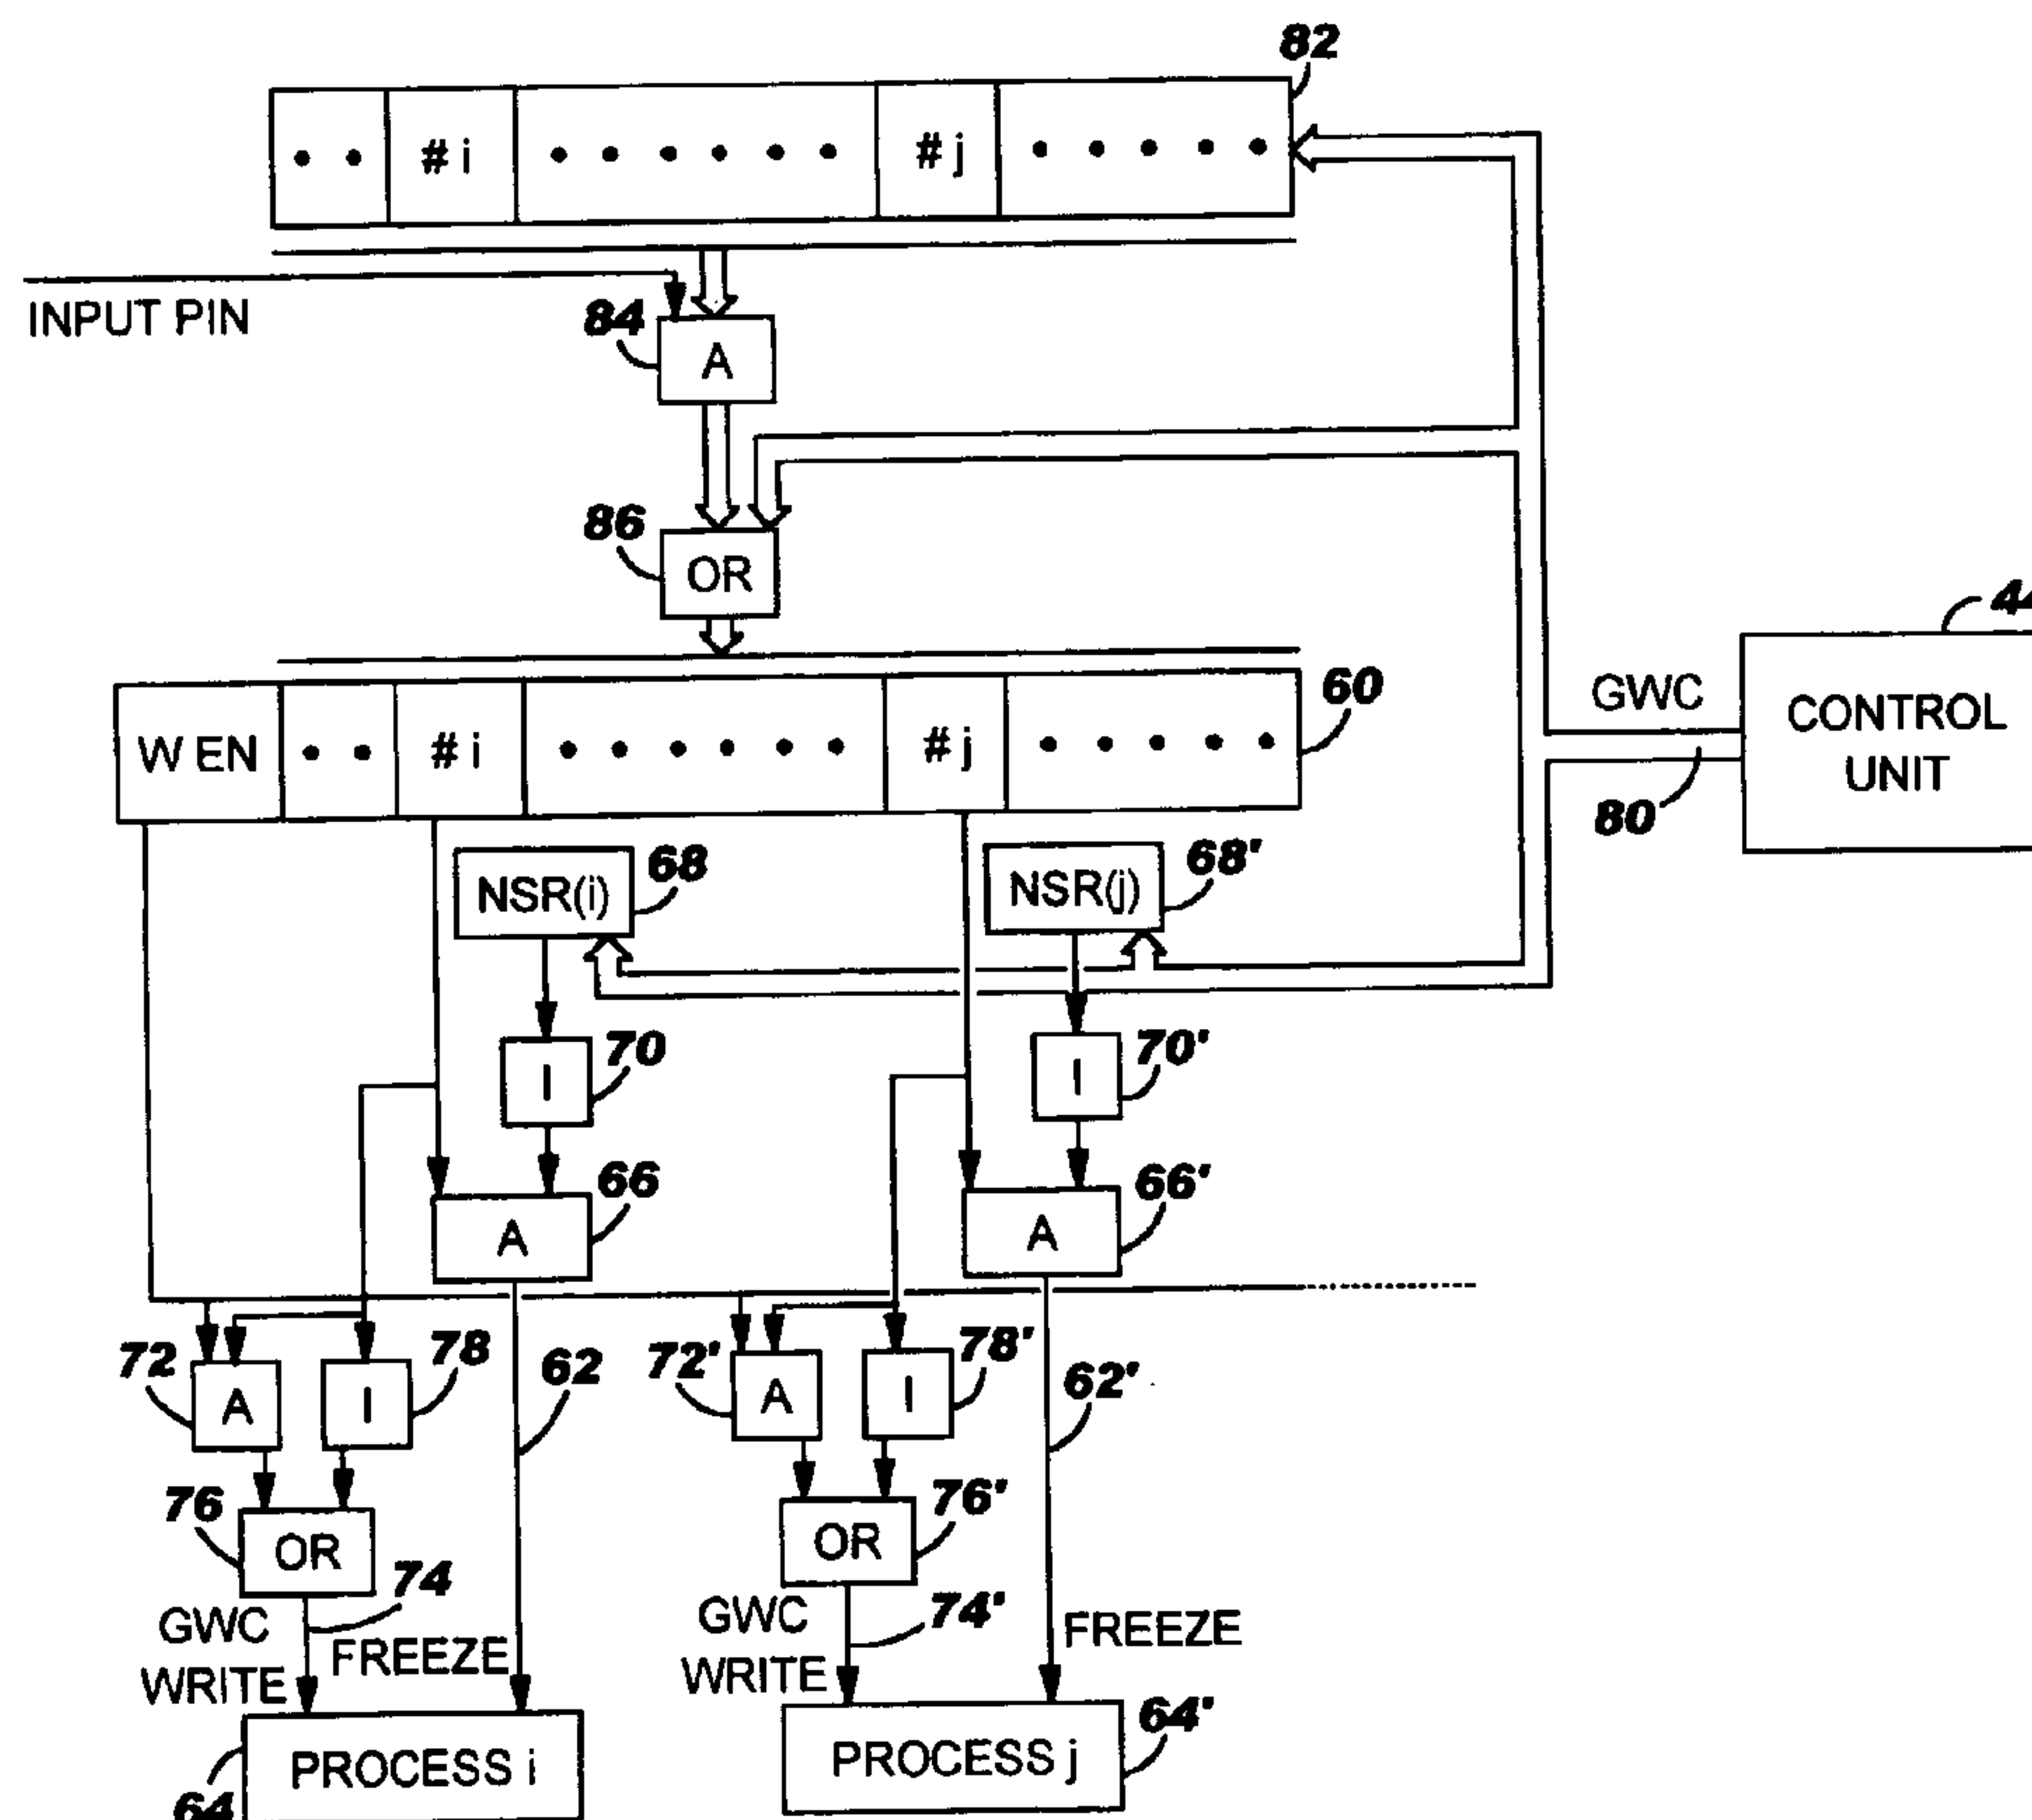 82
• • # i • • • • • • # j • • • • •
INPUT PIN
84
A
86
OR
44
GWC
CONTROL
UNIT
80
60
W EN • • # i • • • • • • # j • • • • •
NSR(i)
68
NSR(j)
68'
I
70
I
70'
A
66
A
66'
72
A
I
78
62
72'
A
I
78'
62'
76
OR
OR
76'
74
GWC
WRITE
FREEZE
74'
GWC
WRITE
FREEZE
PROCESS i
64
PROCESS j
64'